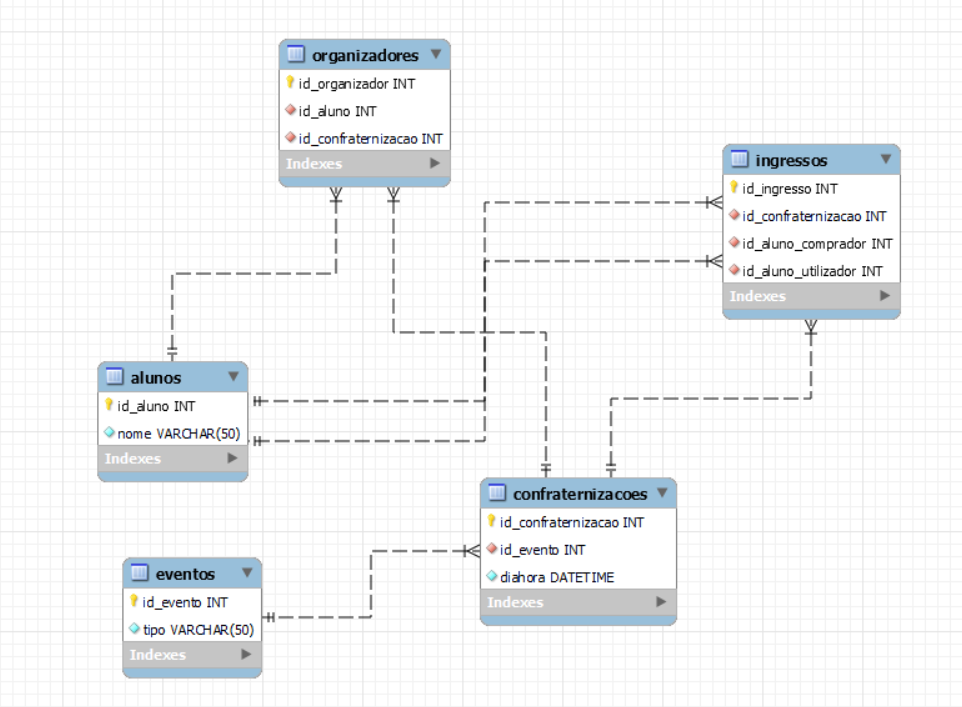 organizadores
id_organizador INT
id_aluno INT
id_confraternizacao INT
Indexes
ingressos
id_ingresso INT
id_confraternizacao INT
id_aluno_comprador INT
id_aluno_utilizador INT
Indexes
alunos
id_aluno INT
nome VARCHAR(50)
Indexes
confraternizacoes
id_confraternizacao INT
id_evento INT
diahora DATETIME
Indexes
eventos
id_evento INT
tipo VARCHAR(50)
Indexes